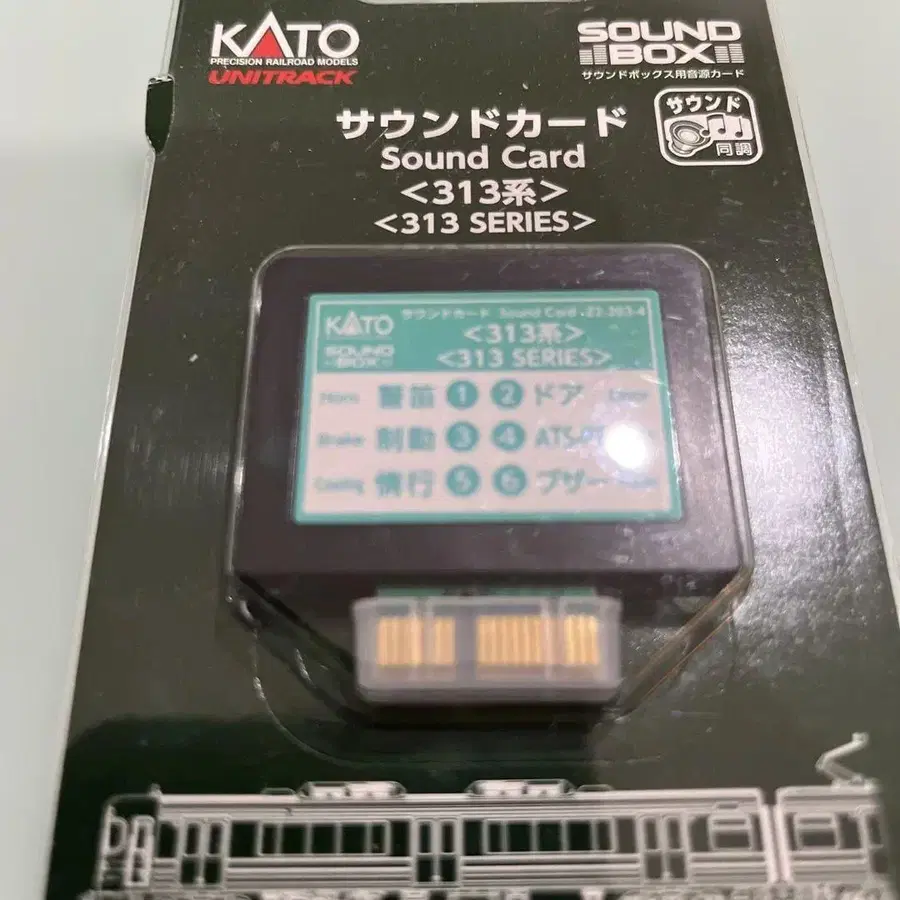 KATO
PRECISION RAILROAD MODELS
UNITRACK
SOUND
BOX
サウンドボックス用音源カード
サウンド
同調
サウンドカード
Sound Card
<313系>
<313 SERIES>
KATO
サウンドカード Sound Card
<313系>
SOUND
BOX
<313 SERIES>
Horn 警笛 1 2 ドア Door
Brake 制動 3 4
惰行 5 6 ブザー